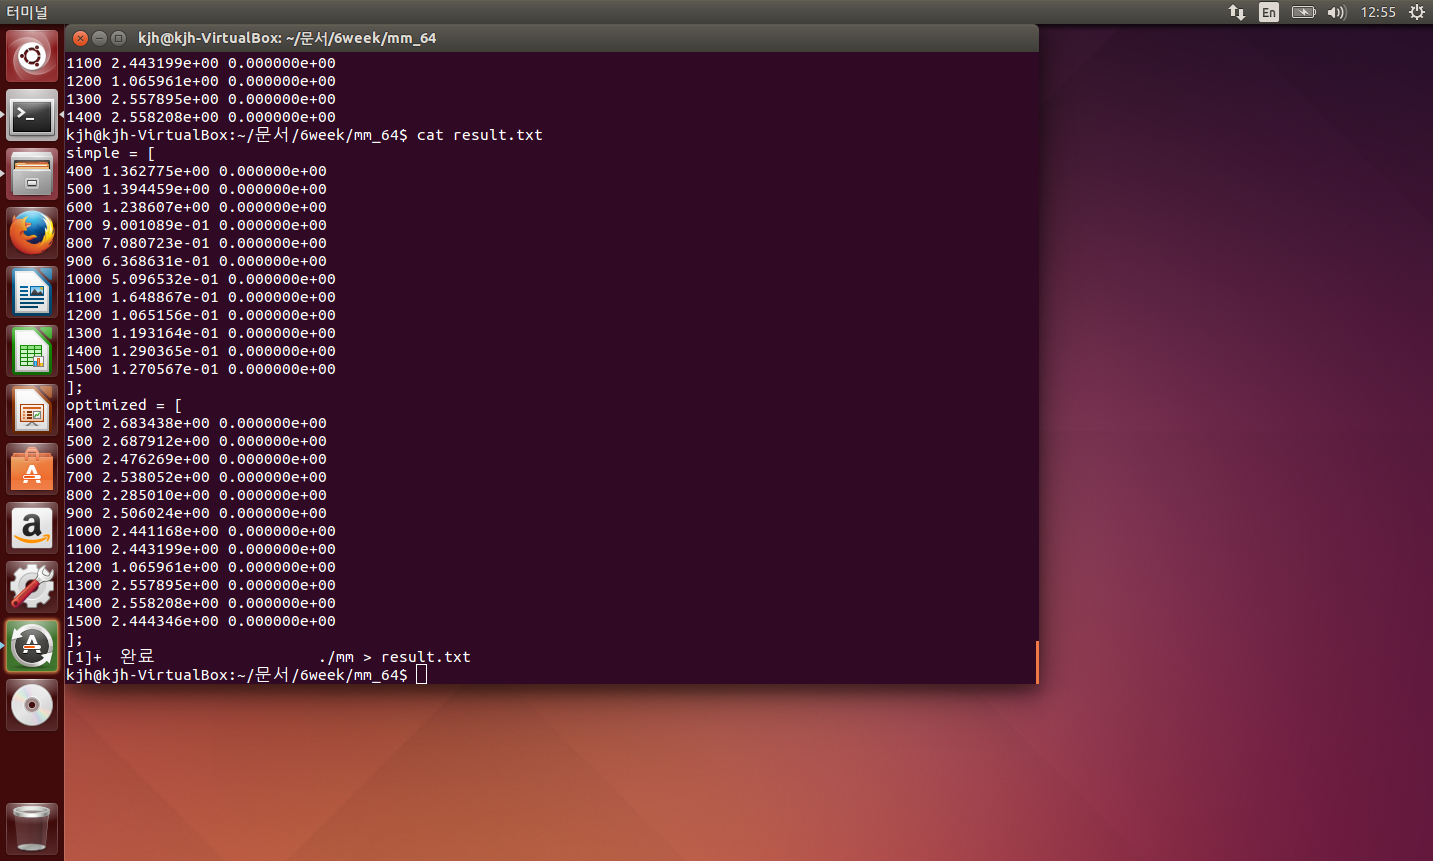 터미널
En
12:55
kjh@kjh-VirtualBox: ~/문서/6week/mm_64
1100 2.443199e+00 0.000000e+00
1200 1.065961e+00 0.000000e+00
1300 2.557895e+00 0.000000e+00
1400 2.558208e+00 0.000000e+00
kjh@kjh-VirtualBox:~/문서/6week/mm_64$ cat result.txt
simple = [
400 1.362775e+00 0.000000e+00
500 1.394459e+00 0.000000e+00
600 1.238607e+00 0.000000e+00
700 9.001089e-01 0.000000e+00
800 7.080723e-01 0.000000e+00
900 6.368631e-01 0.000000e+00
1000 5.096532e-01 0.000000e+00
1100 1.648867e-01 0.000000e+00
1200 1.065156e-01 0.000000e+00
1300 1.193164e-01 0.000000e+00
1400 1.290365e-01 0.000000e+00
1500 1.270567e-01 0.000000e+00
];
optimized = [
400 2.683438e+00 0.000000e+00
500 2.687912e+00 0.000000e+00
600 2.476269e+00 0.000000e+00
700 2.538052e+00 0.000000e+00
800 2.285010e+00 0.000000e+00
900 2.506024e+00 0.000000e+00
1000 2.441168e+00 0.000000e+00
1100 2.443199e+00 0.000000e+00
1200 1.065961e+00 0.000000e+00
1300 2.557895e+00 0.000000e+00
1400 2.558208e+00 0.000000e+00
1500 2.444346e+00 0.000000e+00
];
[1]+  완료                  ./mm > result.txt
kjh@kjh-VirtualBox:~/문서/6week/mm_64$